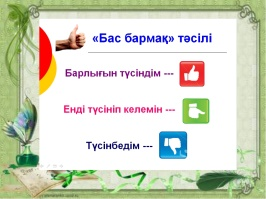 «Бас бармақ» тәсілі
Барлығын түсіндім ---
Енді түсініп келемін ---
Түсінбедім ---